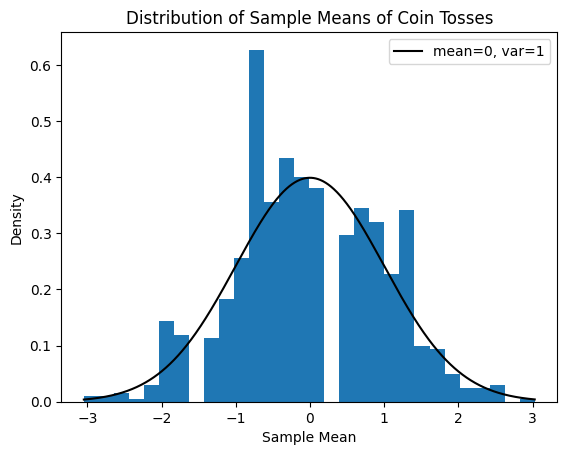 Distribution of Sample Means of Coin Tosses
mean=0, var=1
Density
0.6
0.5
0.4
0.3
0.2
0.1
0.0
−3 −2 −1 0 1 2 3
Sample Mean